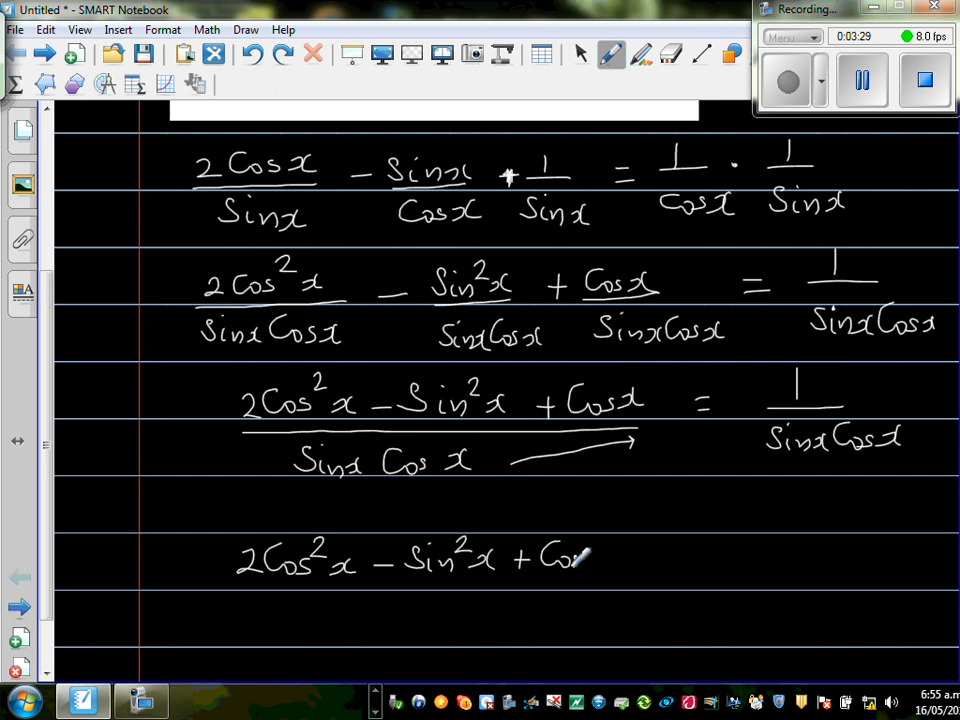 Untitled * - SMART Notebook
Recording...
File Edit View Insert Format Math Draw Help
Menu 0:03:29 8.0 fps
2Cosx/Sinx - Sinx/Cosx + 1/Sinx = 1/Cosx · 1/Sinx
2Cos²x/SinxCosx - Sin²x/SinxCosx + Cosx/SinxCosx = 1/SinxCosx
2Cos²x - Sin²x + Cosx/Sinx Cosx = 1/SinxCosx
2Cos²x - Sin²x + Cos
6:55 a.m
16/05/20